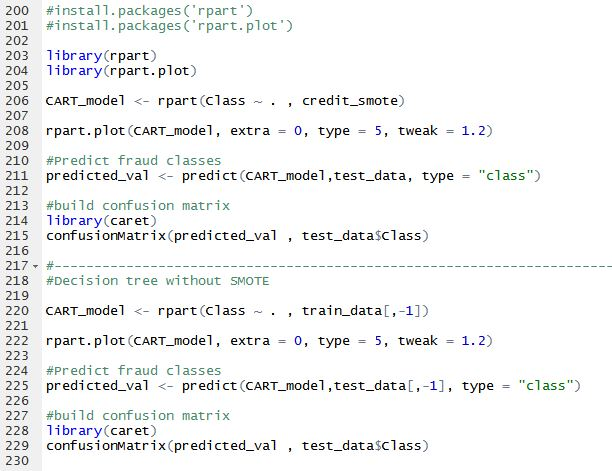 200 #install.packages('rpart')
201 #install.packages('rpart.plot')
202
203 library(rpart)
204 library(rpart.plot)
205
206 CART_model <- rpart(Class ~ . , credit_smote)
207
208 rpart.plot(CART_model, extra = 0, type = 5, tweak = 1.2)
209
210 #Predict fraud classes
211 predicted_val <- predict(CART_model,test_data, type = "class")
212
213 #build confusion matrix
214 library(caret)
215 confusionMatrix(predicted_val , test_data$Class)
216
217 #-----------------------------------------------------------------------
218 #Decision tree without SMOTE
219
220 CART_model <- rpart(Class ~ . , train_data[,-1])
221
222 rpart.plot(CART_model, extra = 0, type = 5, tweak = 1.2)
223
224 #Predict fraud classes
225 predicted_val <- predict(CART_model,test_data[,-1], type = "class")
226
227 #build confusion matrix
228 library(caret)
229 confusionMatrix(predicted_val , test_data$Class)
230